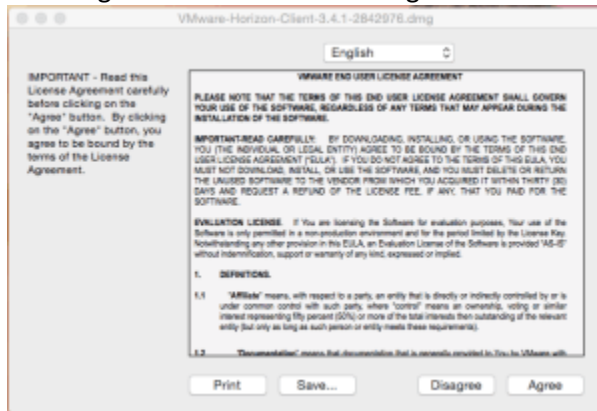 VMware-Horizon-Client-3.4.1-2842976.dmg
English
IMPORTANT - Read this
License Agreement carefully
before clicking on the
"Agree" button. By clicking
on the "Agree" button, you
agree to be bound by the
terms of the License
Agreement.
VMWARE END USER LICENSE AGREEMENT
PLEASE NOTE THAT THE TERMS OF THIS END USER LICENSE AGREEMENT SHALL GOVERN
YOUR USE OF THE SOFTWARE, REGARDLESS OF ANY TERMS THAT MAY APPEAR DURING THE
INSTALLATION OF THE SOFTWARE.
IMPORTANT-READ CAREFULLY: BY DOWNLOADING, INSTALLING, OR USING THE SOFTWARE,
YOU (THE INDIVIDUAL OR LEGAL ENTITY) AGREE TO BE BOUND BY THE TERMS OF THIS END
USER LICENSE AGREEMENT ("EULA"). IF YOU DO NOT AGREE TO THE TERMS OF THIS EULA, YOU
MUST NOT DOWNLOAD, INSTALL, OR USE THE SOFTWARE, AND YOU MUST DELETE OR RETURN
THE UNUSED SOFTWARE TO THE VENDOR FROM WHICH YOU ACQUIRED IT WITHIN THIRTY (30)
DAYS AND REQUEST A REFUND OF THE LICENSE FEE, IF ANY, THAT YOU PAID FOR THE
SOFTWARE.
EVALUATION LICENSE. If You are licensing the Software for evaluation purposes, Your use of the
Software is only permitted in a non-production environment and for the period limited by the License Key.
Notwithstanding any other provision in this EULA, an Evaluation License of the Software is provided "AS-IS"
without indemnification, support or warranty of any kind, expressed or implied.
1. DEFINITIONS.
1.1 "Affiliate" means, with respect to a party, an entity that is directly or indirectly controlled by or is
under common control with such party, where "control" means an ownership, voting or similar
interest representing fifty percent (50%) or more of the total interests then outstanding of the relevant
entity (but only as long as such person or entity meets these requirements).
1.2 "Documentation" means that documentation that is generally provided to You by VMware with
Print
Save...
Disagree
Agree